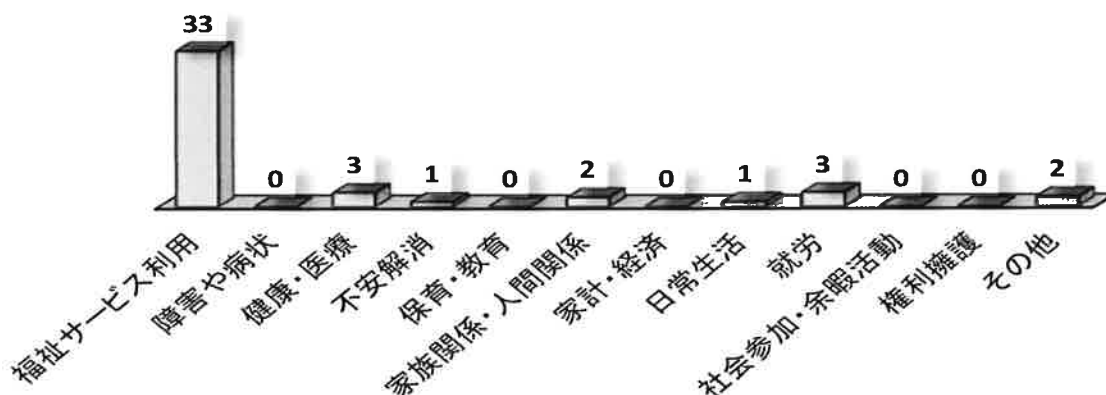 33
0
3
1
0
2
0
1
3
0
0
2
福祉サービス利用
障害や病状
健康・医療
不安解消
保育・教育
家族関係・人間関係
家計・経済
日常生活
就労
社会参加・余暇活動
権利擁護
その他